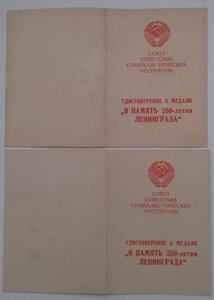 СОЮЗ
СОВЕТСКИХ
СОЦИАЛИСТИЧЕСКИХ
РЕСПУБЛИК
УДОСТОВЕРЕНИЕ К МЕДАЛИ
„В ПАМЯТЬ 250-летия
ЛЕНИНГРАДА“
СОЮЗ
СОВЕТСКИХ
СОЦИАЛИСТИЧЕСКИХ
РЕСПУБЛИК
УДОСТОВЕРЕНИЕ К МЕДАЛИ
„В ПАМЯТЬ 250-летия
ЛЕНИНГРАДА“